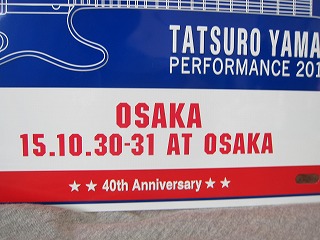 TATSURO YAMA
PERFORMANCE 201
OSAKA
15.10.30-31 AT OSAKA
★ ★ 40th Anniversary ★ ★